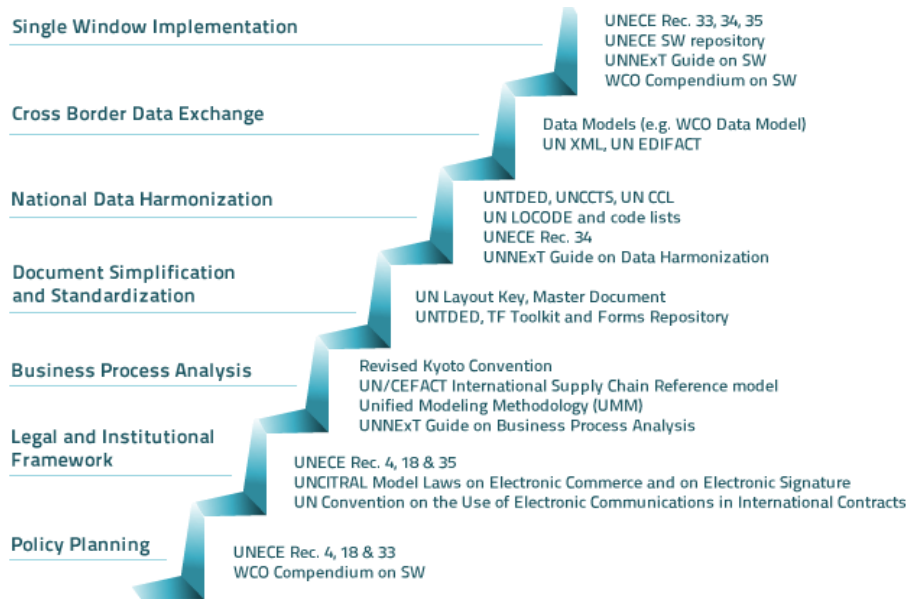 Single Window Implementation
UNECE Rec. 33, 34, 35
UNECE SW repository
UNNExT Guide on SW
WCO Compendium on SW
Cross Border Data Exchange
Data Models (e.g. WCO Data Model)
UN XML, UN EDIFACT
National Data Harmonization
UNTDED, UNCCTS, UN CCL
UN LOCODE and code lists
UNECE Rec. 34
UNNExT Guide on Data Harmonization
Document Simplification
and Standardization
UN Layout Key, Master Document
UNTDED, TF Toolkit and Forms Repository
Business Process Analysis
Revised Kyoto Convention
UN/CEFACT International Supply Chain Reference model
Unified Modeling Methodology (UMM)
UNNExT Guide on Business Process Analysis
Legal and Institutional
Framework
UNECE Rec. 4, 18 & 35
UNCITRAL Model Laws on Electronic Commerce and on Electronic Signature
UN Convention on the Use of Electronic Communications in International Contracts
Policy Planning
UNECE Rec. 4, 18 & 33
WCO Compendium on SW